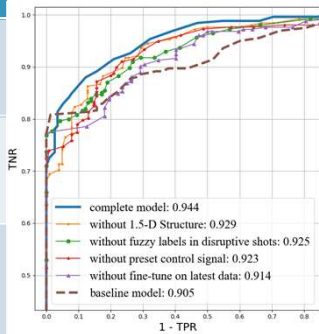 1.0
0.9
0.8
0.7
0.6
0.5
TNR
complete model: 0.944
without 1.5-D Structure: 0.929
without fuzzy labels in disruptive shots: 0.925
without preset control signal: 0.923
without fine-tune on latest data: 0.914
baseline model: 0.905
0.0 0.1 0.2 0.3 0.4 0.5 0.6 0.7 0.8
1 - TPR